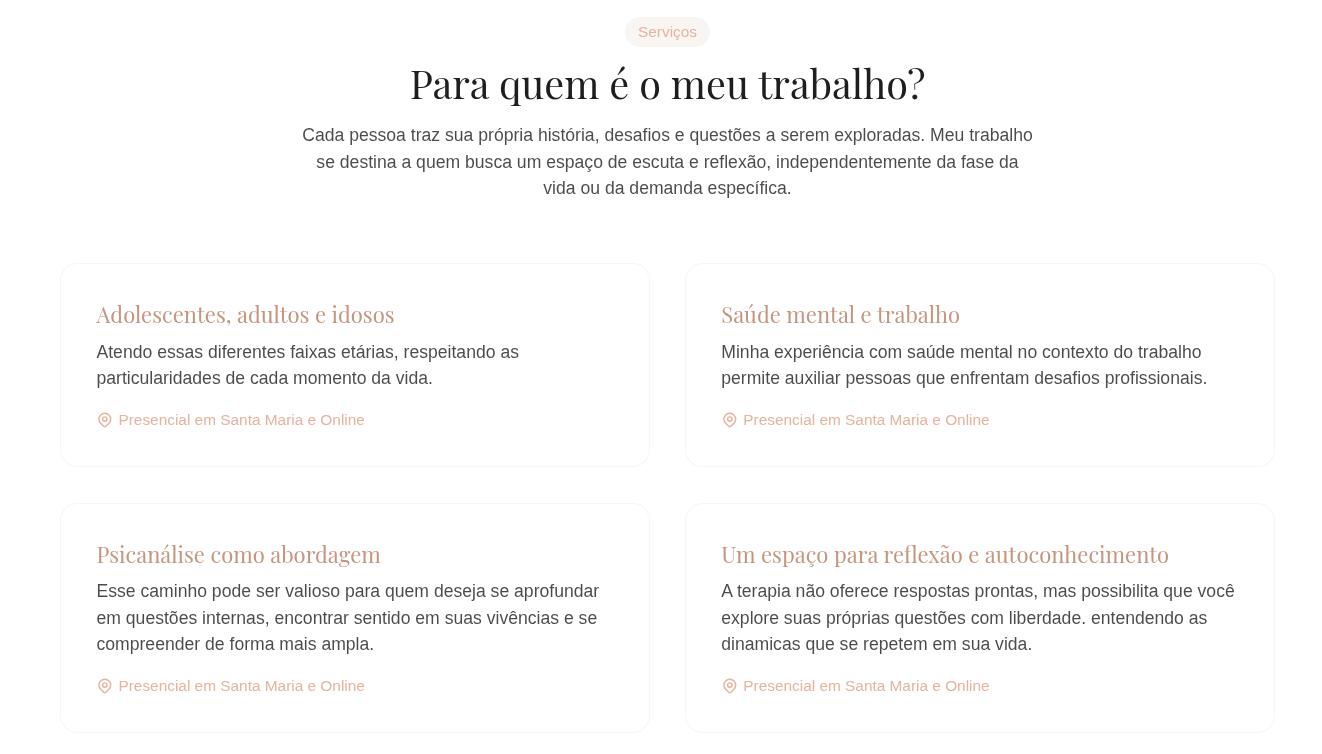 Serviços
Para quem é o meu trabalho?
Cada pessoa traz sua própria história, desafios e questões a serem exploradas. Meu trabalho
se destina a quem busca um espaço de escuta e reflexão, independentemente da fase da
vida ou da demanda específica.
Adolescentes, adultos e idosos
Atendo essas diferentes faixas etárias, respeitando as
particularidades de cada momento da vida.
Presencial em Santa Maria e Online
Saúde mental e trabalho
Minha experiência com saúde mental no contexto do trabalho
permite auxiliar pessoas que enfrentam desafios profissionais.
Presencial em Santa Maria e Online
Psicanálise como abordagem
Esse caminho pode ser valioso para quem deseja se aprofundar
em questões internas, encontrar sentido em suas vivências e se
compreender de forma mais ampla.
Presencial em Santa Maria e Online
Um espaço para reflexão e autoconhecimento
A terapia não oferece respostas prontas, mas possibilita que você
explore suas próprias questões com liberdade. entendendo as
dinamicas que se repetem em sua vida.
Presencial em Santa Maria e Online